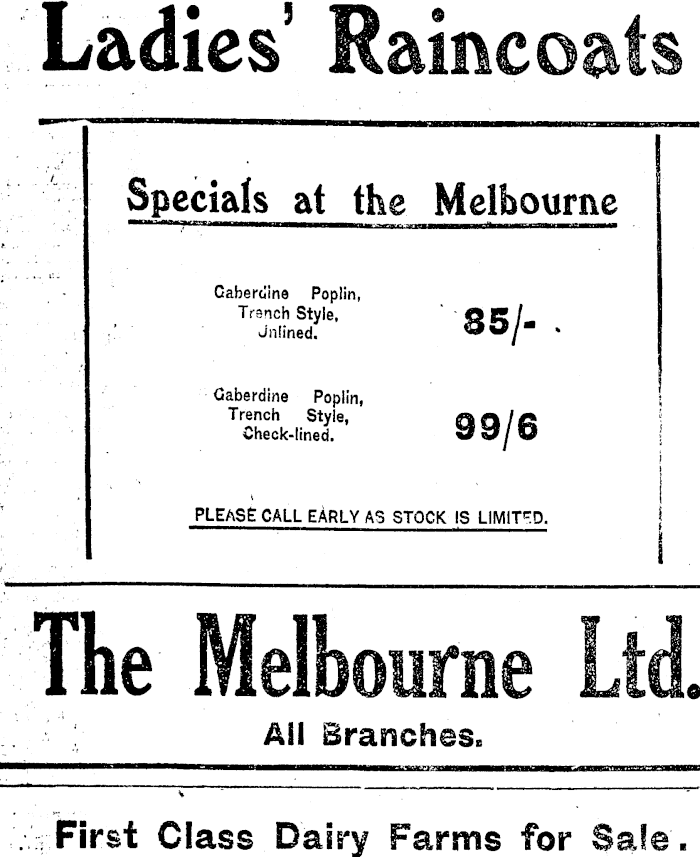 Ladies' Raincoats
Specials at the Melbourne
Gaberdine Poplin,
Trench Style,
Unlined.
85/-
Gaberdine Poplin,
Trench Style,
Check-lined.
99/6
PLEASE CALL EARLY AS STOCK IS LIMITED.
The Melbourne Ltd.
All Branches.
First Class Dairy Farms for Sale.